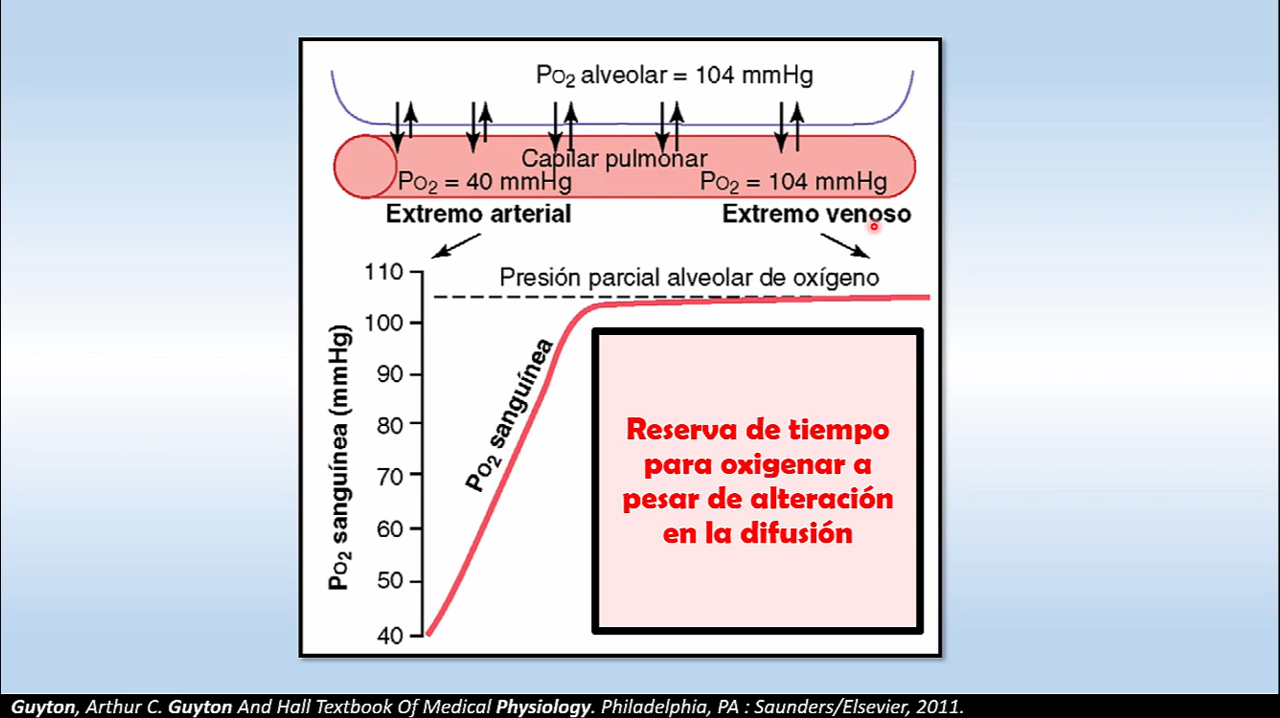 PO2 alveolar = 104 mmHg
Capilar pulmonar
PO2 = 40 mmHg
PO2 = 104 mmHg
Extremo arterial
Extremo venoso
Presión parcial alveolar de oxígeno
110
100
90
80
70
60
50
40
PO2 sanguínea (mmHg)
PO2 sanguínea
Reserva de tiempo
para oxigenar a
pesar de alteración
en la difusión
Guyton, Arthur C. Guyton And Hall Textbook Of Medical Physiology. Philadelphia, PA : Saunders/Elsevier, 2011.